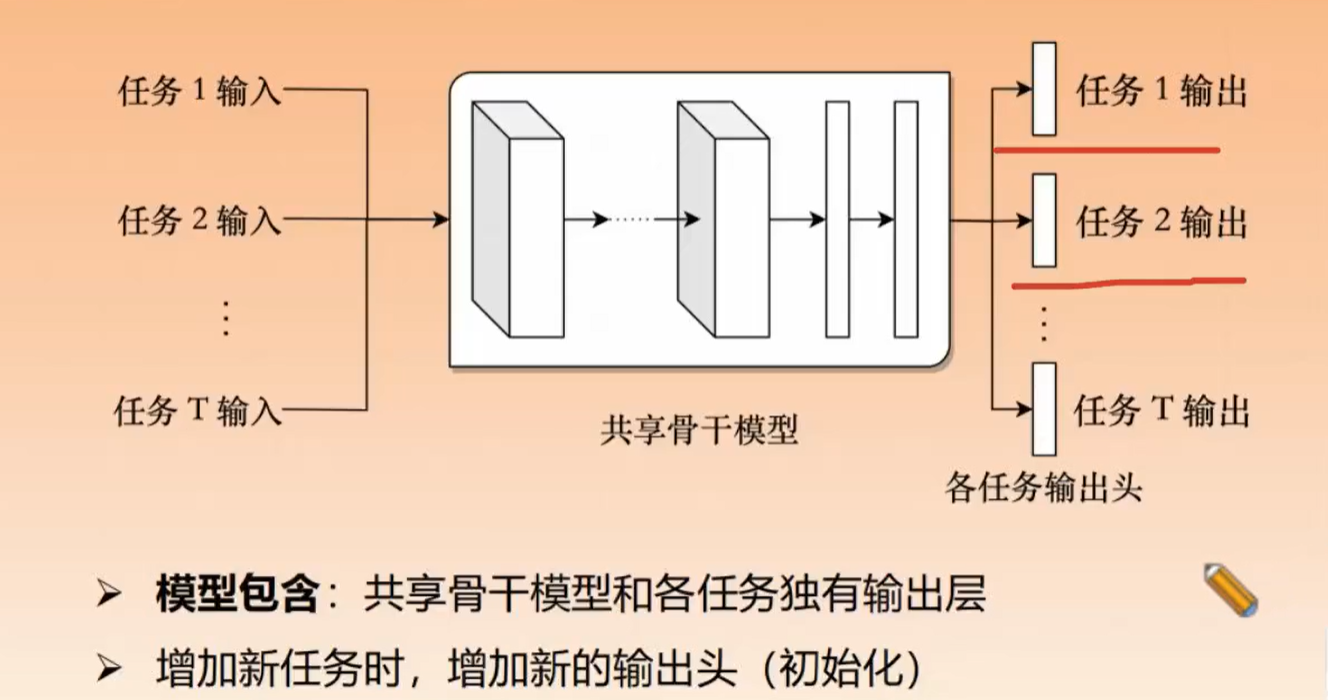 任务 1 输入
任务 1 输出
任务 2 输入
任务 2 输出
⋮
⋮
任务 T 输入
任务 T 输出
共享骨干模型
各任务输出头
➢ 模型包含：共享骨干模型和各任务独有输出层
➢ 增加新任务时，增加新的输出头（初始化）